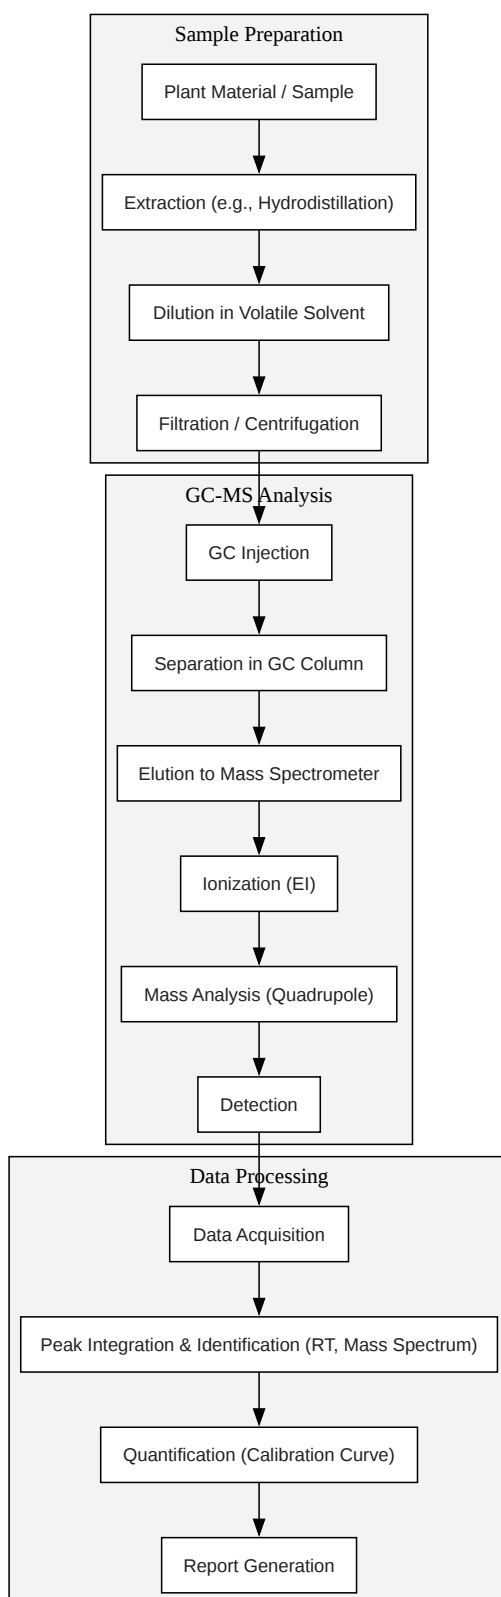 Sample Preparation
Plant Material / Sample
Extraction (e.g., Hydrodistillation)
Dilution in Volatile Solvent
Filtration / Centrifugation
GC-MS Analysis
GC Injection
Separation in GC Column
Elution to Mass Spectrometer
Ionization (EI)
Mass Analysis (Quadrupole)
Detection
Data Processing
Data Acquisition
Peak Integration & Identification (RT, Mass Spectrum)
Quantification (Calibration Curve)
Report Generation